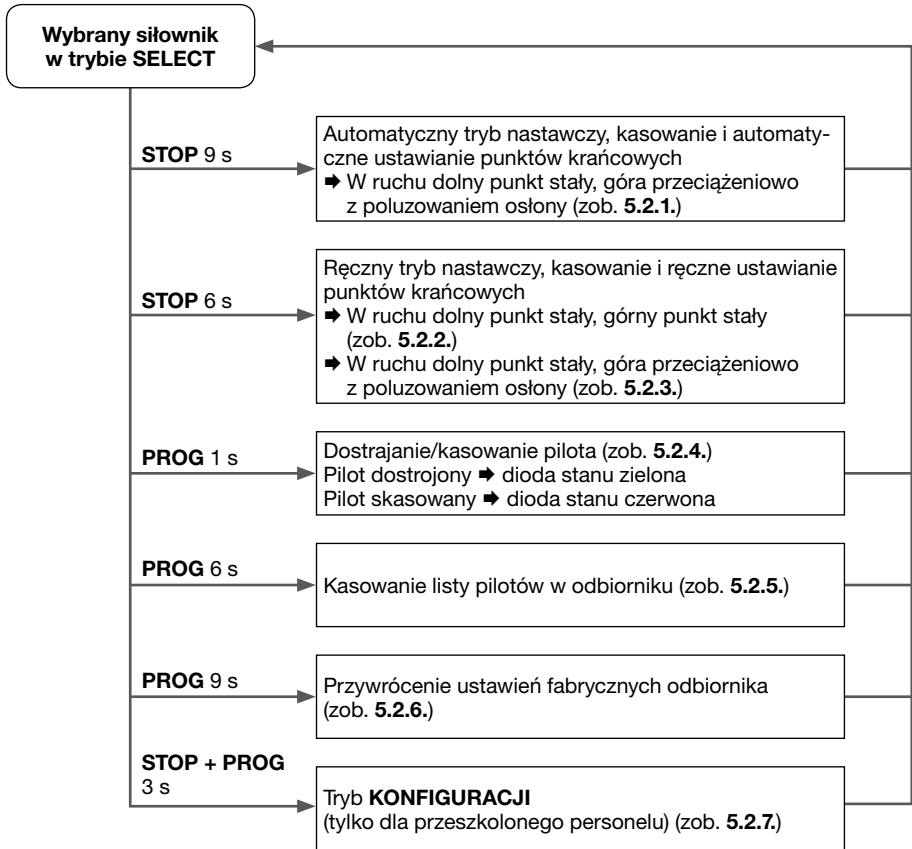 Wybrany siłownik
w trybie SELECT
STOP 9 s
Automatyczny tryb nastawczy, kasowanie i automaty-
czne ustawianie punktów krańcowych
➡ W ruchu dolny punkt stały, góra przeciążeniowo
z poluzowaniem osłony (zob. 5.2.1.)
STOP 6 s
Ręczny tryb nastawczy, kasowanie i ręczne ustawianie
punktów krańcowych
➡ W ruchu dolny punkt stały, górny punkt stały
(zob. 5.2.2.)
➡ W ruchu dolny punkt stały, góra przeciążeniowo
z poluzowaniem osłony (zob. 5.2.3.)
PROG 1 s
Dostrajanie/kasowanie pilota (zob. 5.2.4.)
Pilot dostrojony ➡ dioda stanu zielona
Pilot skasowany ➡ dioda stanu czerwona
PROG 6 s
Kasowanie listy pilotów w odbiorniku (zob. 5.2.5.)
PROG 9 s
Przywrócenie ustawień fabrycznych odbiornika
(zob. 5.2.6.)
STOP + PROG
3 s
Tryb KONFIGURACJI
(tylko dla przeszkolonego personelu) (zob. 5.2.7.)